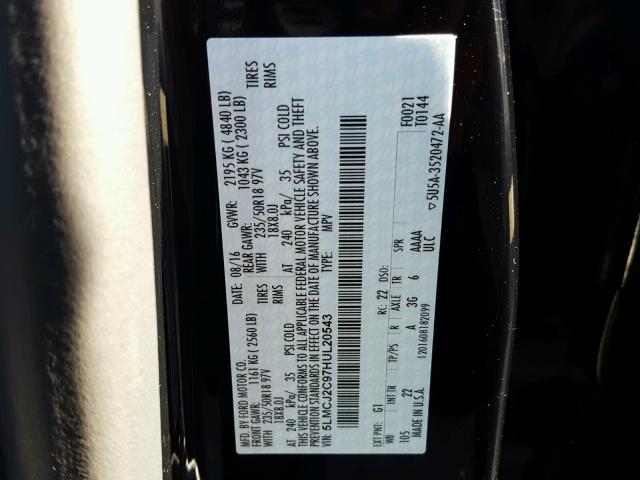 MFD. BY FORD MOTOR CO.
DATE: 08/16 GVWR: 2195 KG ( 4840 LB)
FRONT GAWR: 1161 KG ( 2560 LB) REAR GAWR: 1043 KG ( 2300 LB)
WITH 235/50R18 97V TIRES WITH 235/50R18 97V TIRES
18X8.0J RIMS 18X8.0J RIMS
AT 240 kPa/ 35 PSI COLD AT 240 kPa/ 35 PSI COLD
THIS VEHICLE CONFORMS TO ALL APPLICABLE FEDERAL MOTOR VEHICLE SAFETY AND THEFT
PREVENTION STANDARDS IN EFFECT ON THE DATE OF MANUFACTURE SHOWN ABOVE.
VIN: 5LMCJ2C97HUL20543 TYPE: MPV
F0021
T0144
EXT PNT: G1 RC: 22 DSO:
WB INT TR TP/PS R AXLE TR SPR
105 22 A 3G 6 AAAA
ULC
MADE IN U.S.A. 1201608182099
▽5U5A-3520472-AA